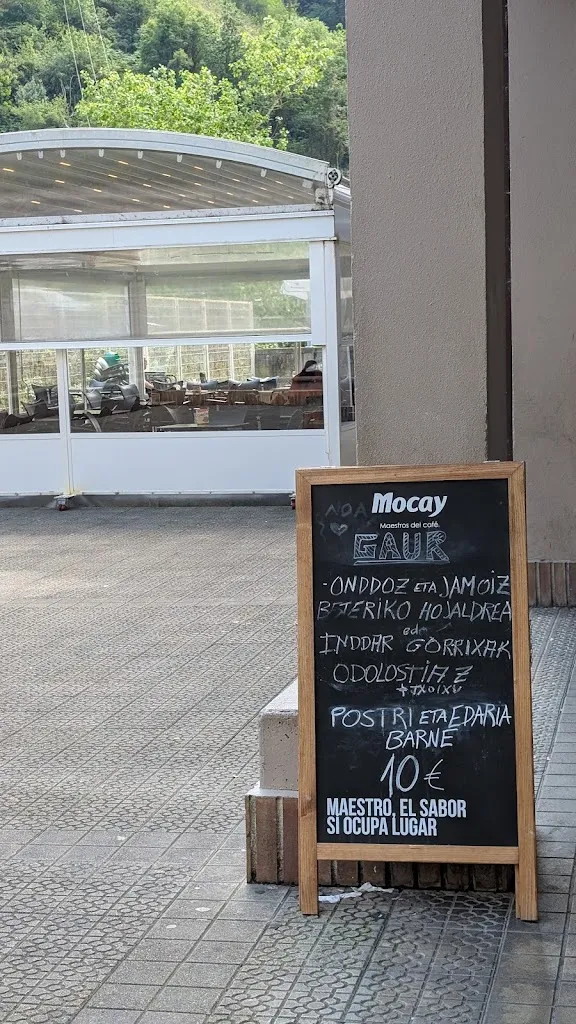 NOA
Mocay
Maestros del café.
GAUR
-ONDDOZ ETA JAMOIZ
BETERIKO HOJALDREA
edo
INDDAR GORRIXAK
ODOLOSTIAZ
+TXOIXU
POSTRI ETA EDARIA
BARNE
10 €
MAESTRO, EL SABOR
SI OCUPA LUGAR